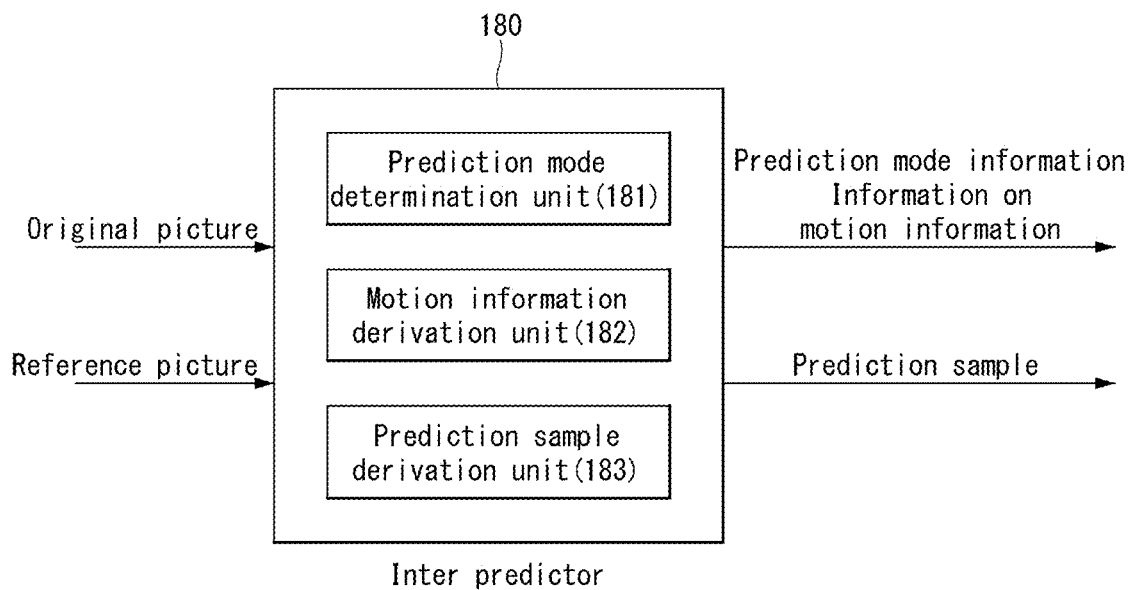 180
Prediction mode
determination unit(181)
Prediction mode information
Information on
motion information
Original picture
Motion information
derivation unit(182)
Reference picture
Prediction sample
Prediction sample
derivation unit(183)
Inter predictor